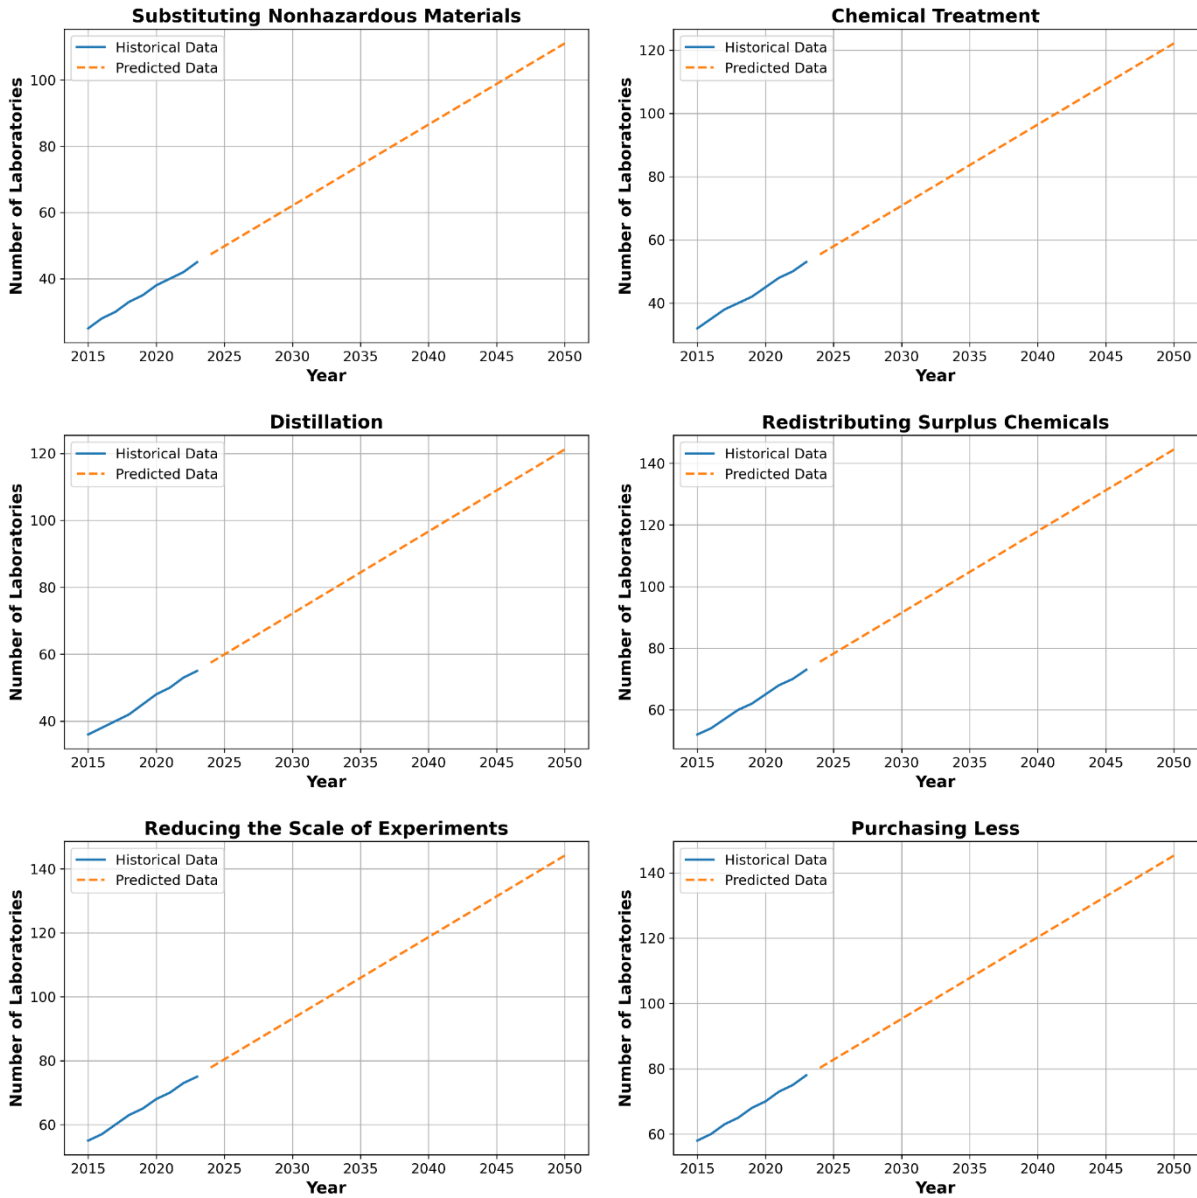 Substituting Nonhazardous Materials
Historical Data
Predicted Data
Number of Laboratories
100
80
60
40
2015 2020 2025 2030 2035 2040 2045 2050
Year
Chemical Treatment
Historical Data
Predicted Data
Number of Laboratories
120
100
80
60
40
2015 2020 2025 2030 2035 2040 2045 2050
Year
Distillation
Historical Data
Predicted Data
Number of Laboratories
120
100
80
60
40
2015 2020 2025 2030 2035 2040 2045 2050
Year
Redistributing Surplus Chemicals
Historical Data
Predicted Data
Number of Laboratories
140
120
100
80
60
2015 2020 2025 2030 2035 2040 2045 2050
Year
Reducing the Scale of Experiments
Historical Data
Predicted Data
Number of Laboratories
140
120
100
80
60
2015 2020 2025 2030 2035 2040 2045 2050
Year
Purchasing Less
Historical Data
Predicted Data
Number of Laboratories
140
120
100
80
60
2015 2020 2025 2030 2035 2040 2045 2050
Year